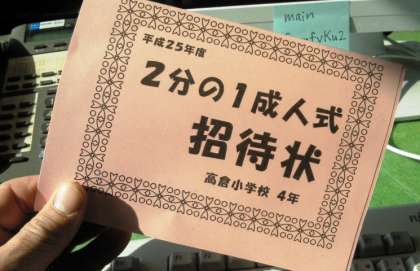 main
平成25年度
2分の1成人式
招待状
高倉小学校 4年